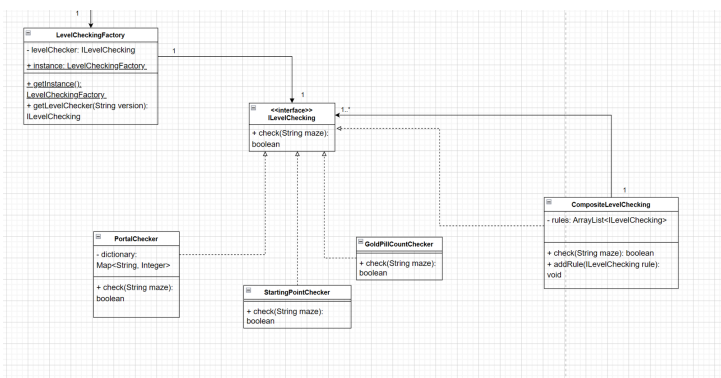 1
LevelCheckingFactory
- levelChecker: ILevelChecking
+ instance: LevelCheckingFactory
+ getInstance():
LevelCheckingFactory
+ getLevelChecker(String version):
ILevelChecking
1
1
<<interface>>
ILevelChecking
+ check(String maze):
boolean
1..*
1
CompositeLevelChecking
- rules: ArrayList<ILevelChecking>
+ check(String maze): boolean
+ addRule(ILevelChecking rule):
void
PortalChecker
- dictionary:
Map<String, Integer>
+ check(String maze):
boolean
GoldPillCountChecker
+ check(String maze):
boolean
StartingPointChecker
+ check(String maze):
boolean